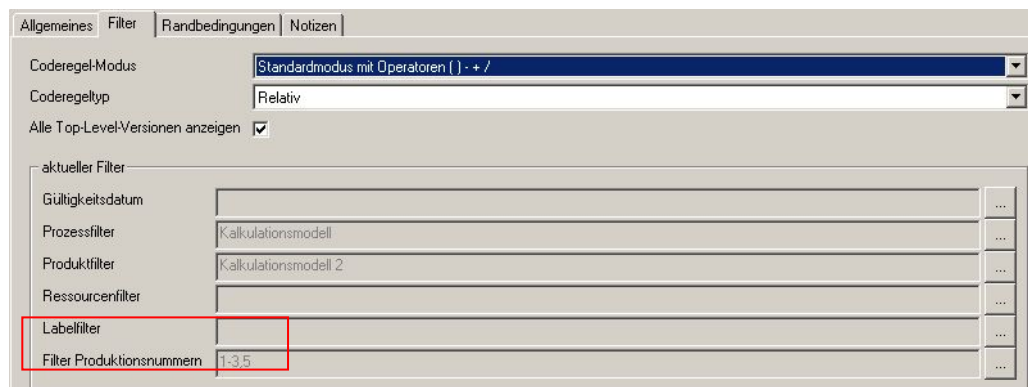 Allgemeines Filter Randbedingungen Notizen
Coderegel-Modus Standardmodus mit Operatoren ( ) - + /
Coderegeltyp Relativ
Alle Top-Level-Versionen anzeigen
aktueller Filter
Gültigkeitsdatum ...
Prozessfilter Kalkulationsmodell ...
Produktfilter Kalkulationsmodell 2 ...
Ressourcenfilter ...
Labelfilter ...
Filter Produktionsnummern 1-3,5 ...